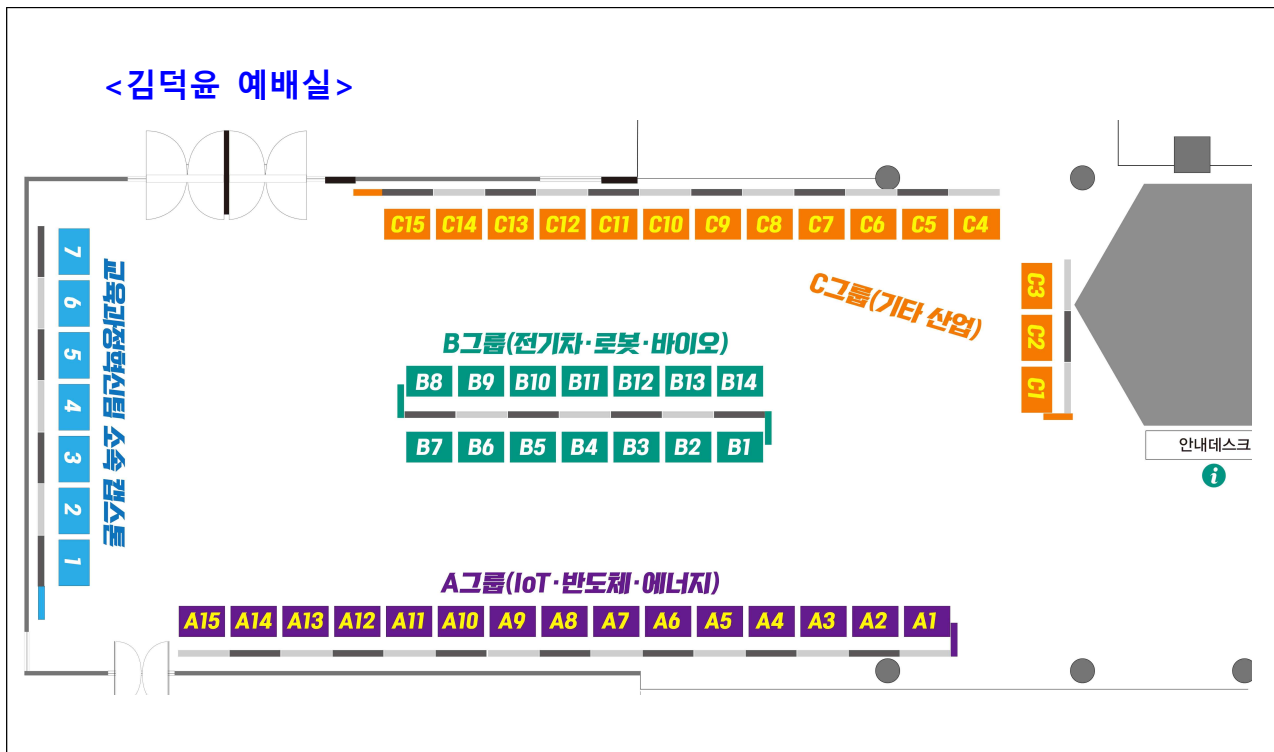 <김덕윤 예배실>
C15 C14 C13 C12 C11 C10 C9 C8 C7 C6 C5 C4
C그룹(기타 산업)
C3
C2
C1
안내데스크
i
B그룹(전기차·로봇·바이오)
B8 B9 B10 B11 B12 B13 B14
B7 B6 B5 B4 B3 B2 B1
교육과정혁신팀 소속 캡스톤
7
6
5
4
3
2
1
A그룹(IoT·반도체·에너지)
A15 A14 A13 A12 A11 A10 A9 A8 A7 A6 A5 A4 A3 A2 A1